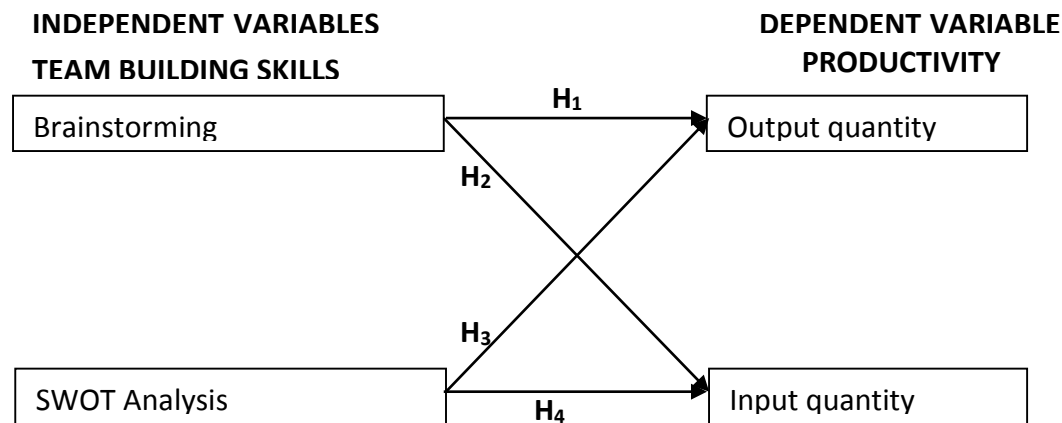 INDEPENDENT VARIABLES
TEAM BUILDING SKILLS
DEPENDENT VARIABLE
PRODUCTIVITY
Brainstorming
H₁
Output quantity
H₂
H₃
SWOT Analysis
H₄
Input quantity